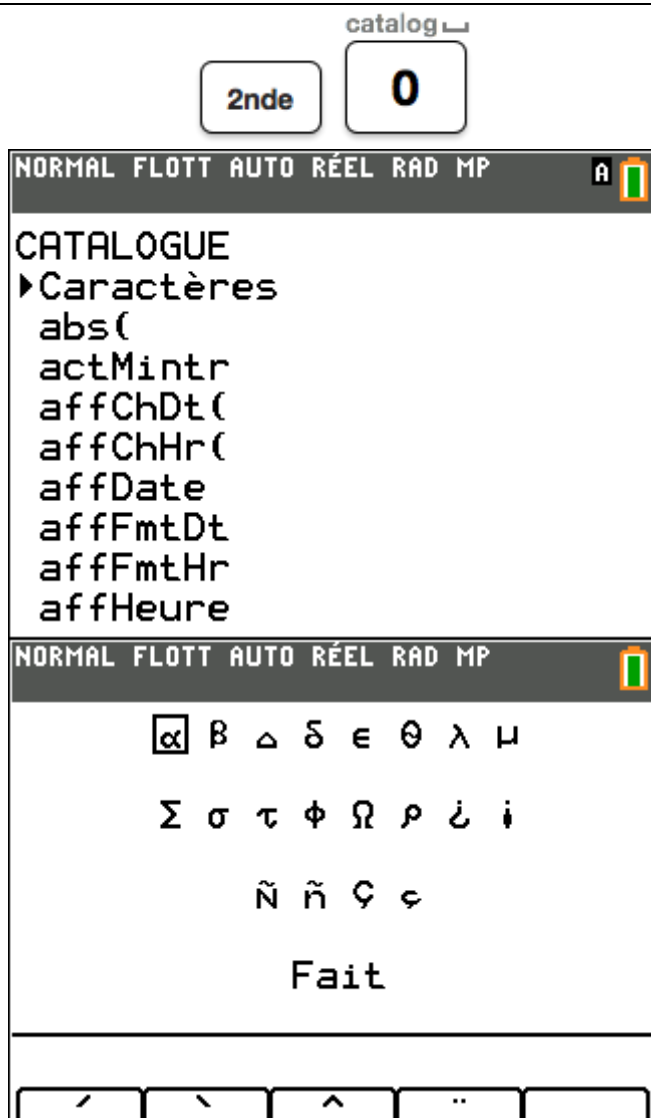 catalog ⎵
2nde
0
NORMAL FLOTT AUTO RÉEL RAD MP A
CATALOGUE
▸Caractères
abs(
actMintr
affChDt(
affChHr(
affDate
affFmtDt
affFmtHr
affHeure
NORMAL FLOTT AUTO RÉEL RAD MP
α β Δ δ ε θ λ μ
Σ σ τ Φ Ω ρ ¿ ¡
Ñ ñ Ç ç
Fait
´ ` ^ ¨